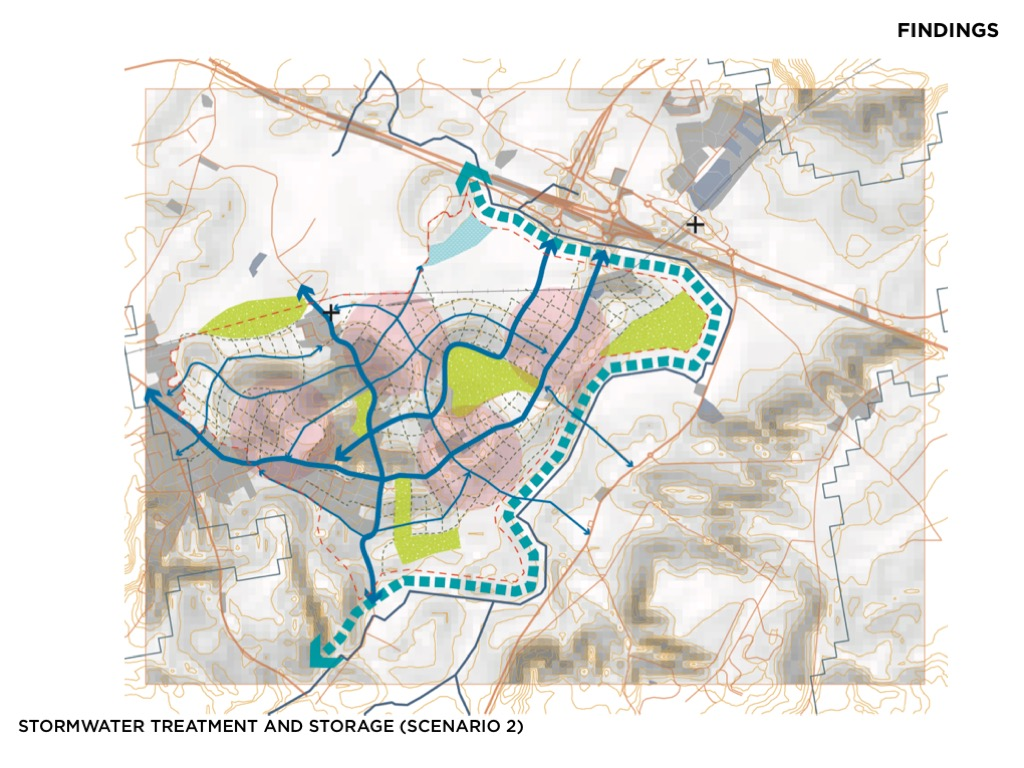 FINDINGS
STORMWATER TREATMENT AND STORAGE (SCENARIO 2)